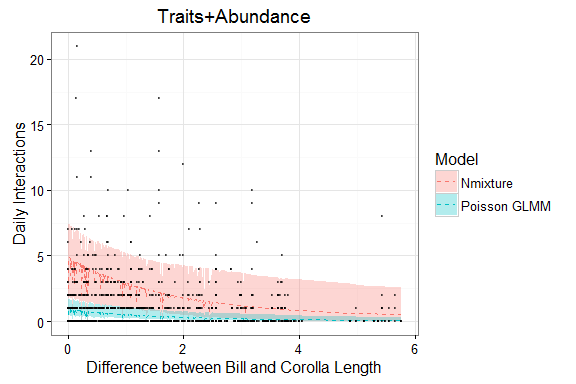 Traits+Abundance
Daily Interactions
20
15
10
5
0
0
2
4
6
Difference between Bill and Corolla Length
Model
Nmixture
Poisson GLMM